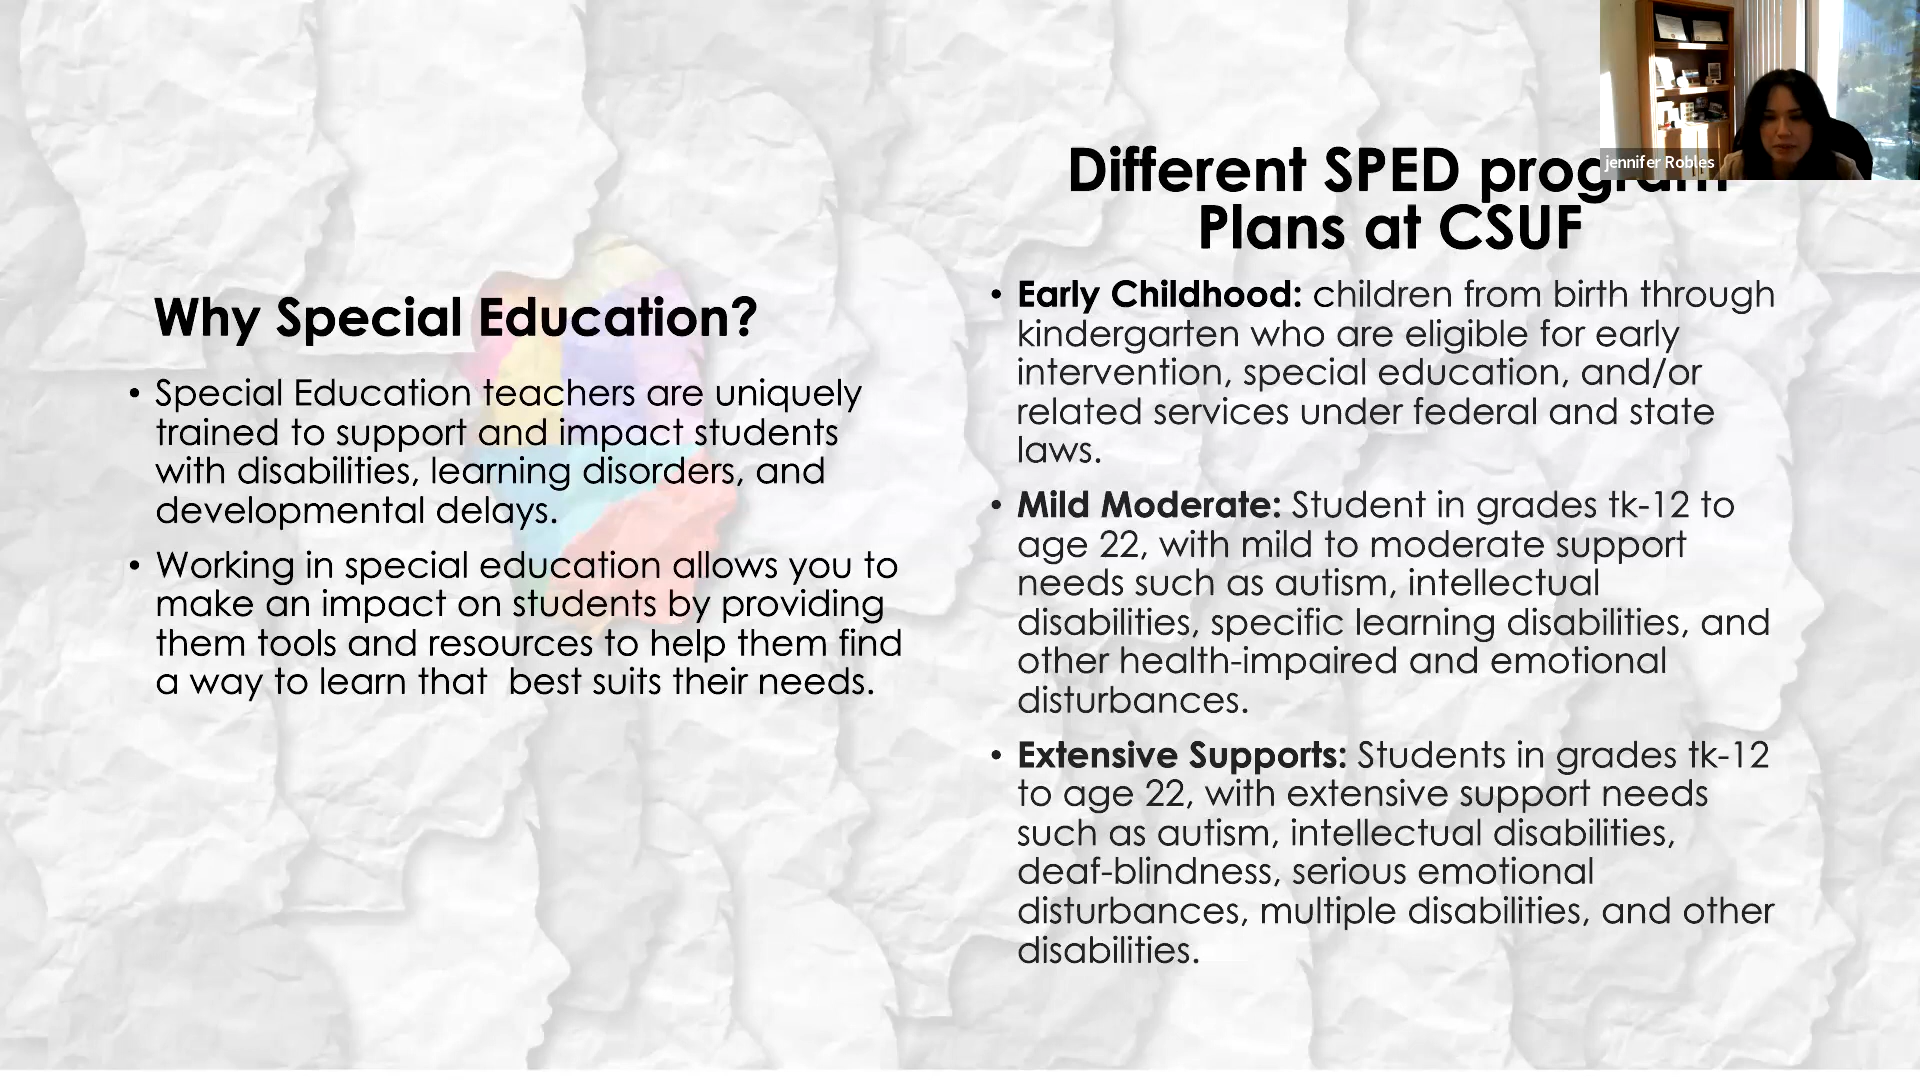 Why Special Education?
• Special Education teachers are uniquely
trained to support and impact students
with disabilities, learning disorders, and
developmental delays.
• Working in special education allows you to
make an impact on students by providing
them tools and resources to help them find
a way to learn that  best suits their needs.
Different SPED program
Plans at CSUF
• Early Childhood: children from birth through
kindergarten who are eligible for early
intervention, special education, and/or
related services under federal and state
laws.
• Mild Moderate: Student in grades tk-12 to
age 22, with mild to moderate support
needs such as autism, intellectual
disabilities, specific learning disabilities, and
other health-impaired and emotional
disturbances.
• Extensive Supports: Students in grades tk-12
to age 22, with extensive support needs
such as autism, intellectual disabilities,
deaf-blindness, serious emotional
disturbances, multiple disabilities, and other
disabilities.
jennifer Robles